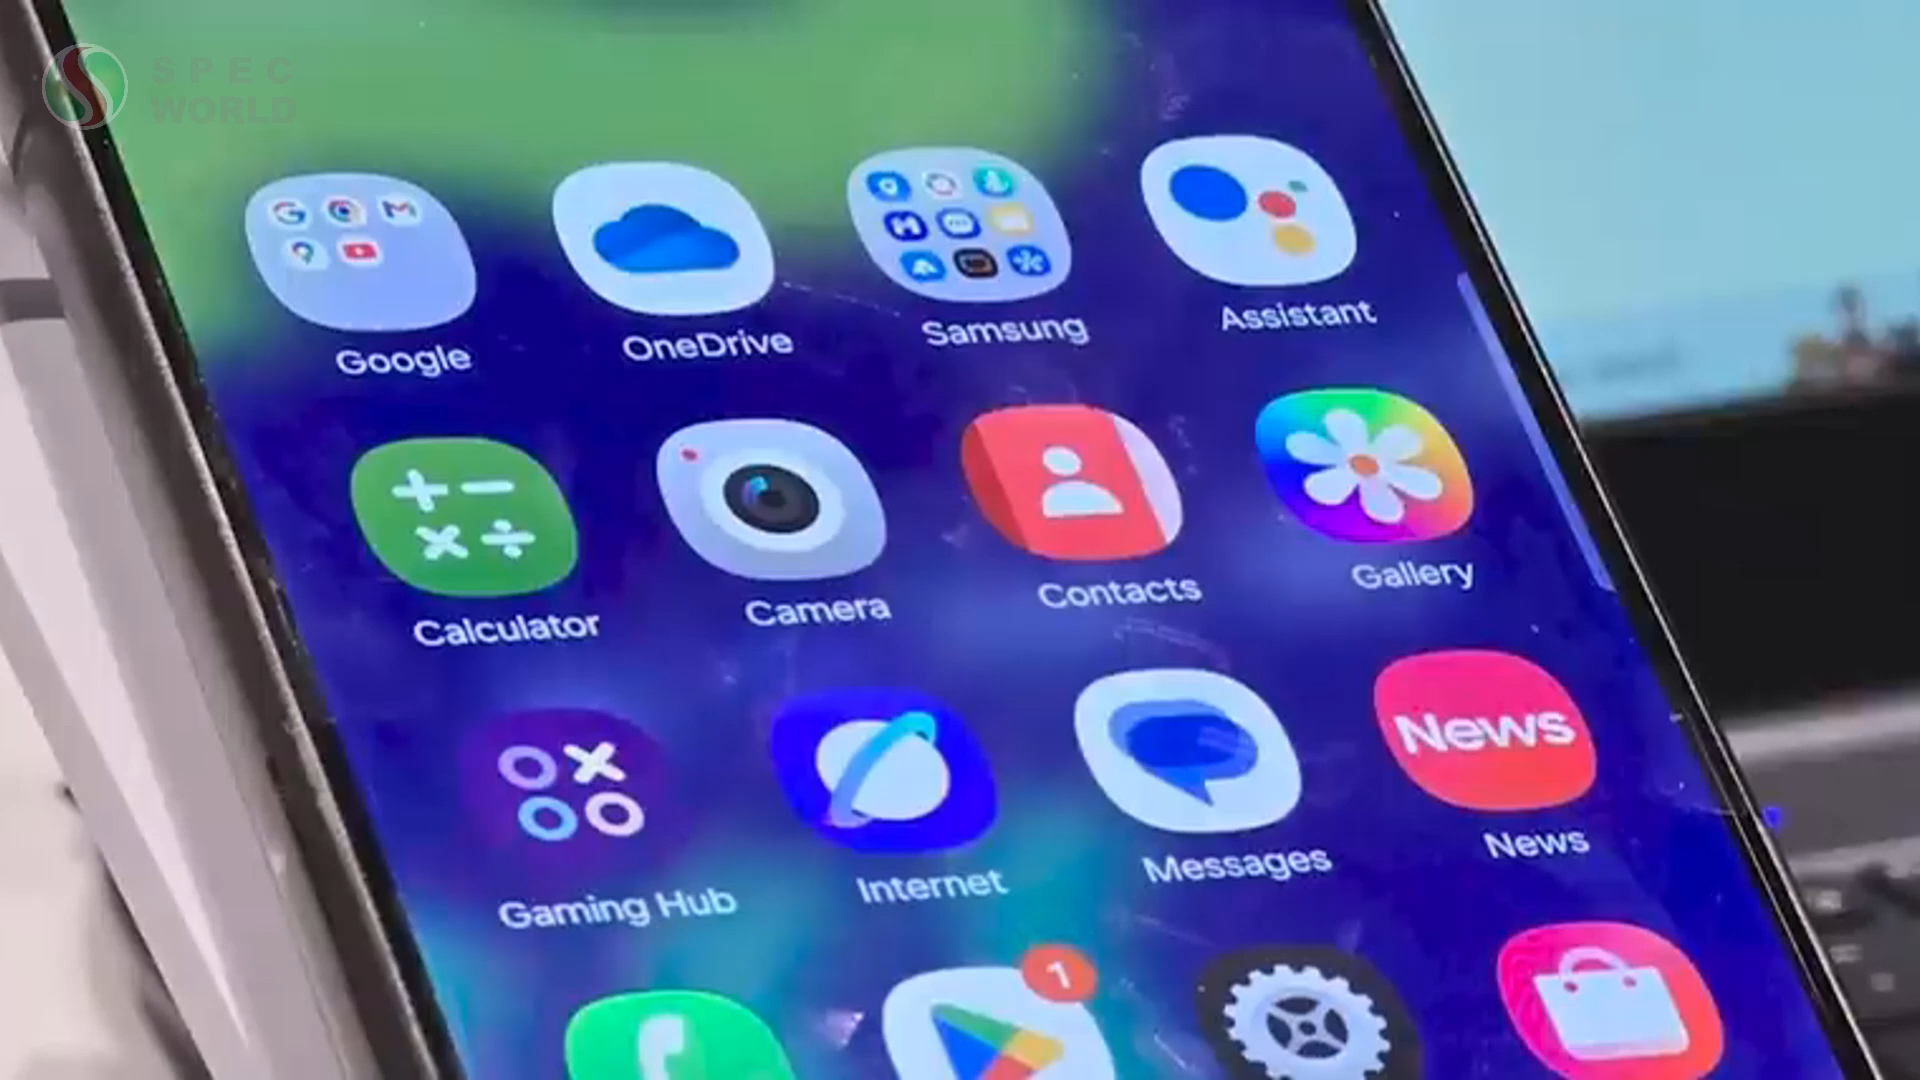 SPEC
WORLD
Google
OneDrive
Samsung
Assistant
Calculator
Camera
Contacts
Gallery
News
Gaming Hub
Internet
Messages
News
1